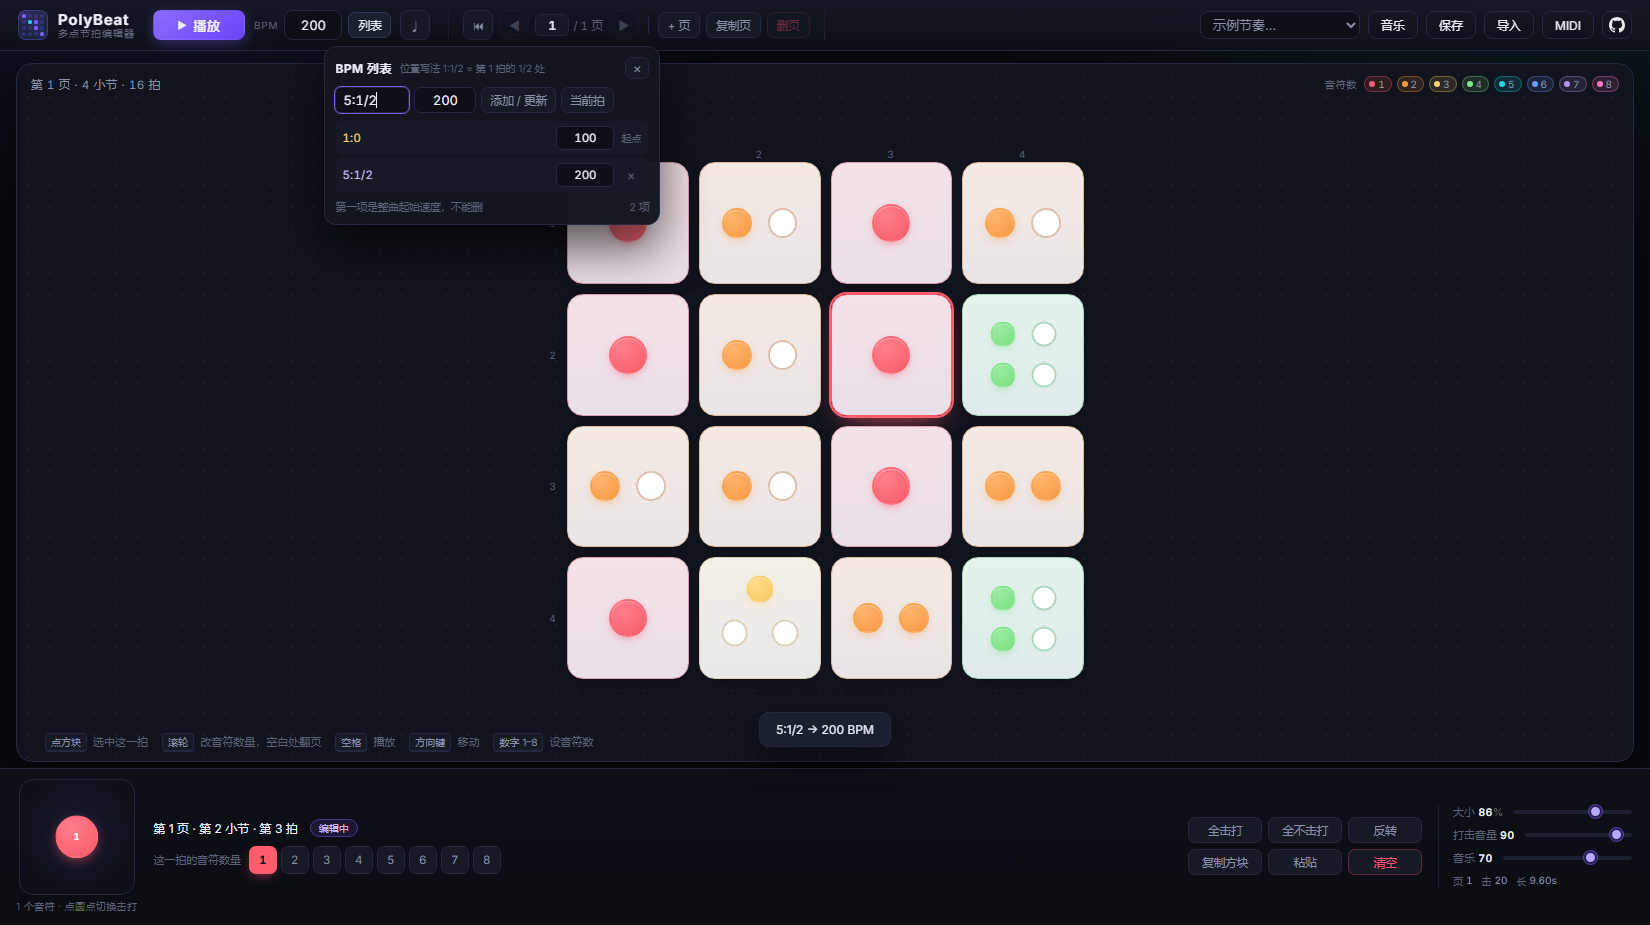 PolyBeat
多点节拍编辑器
▶ 播放
BPM
200
列表
♩
⏮
◀
1
/ 1 页
▶
+ 页
复制页
删页
示例节奏...
音乐
保存
导入
MIDI
BPM 列表
位置写法 1:1/2 = 第 1 拍的 1/2 处
×
5:1/2
200
添加 / 更新
当前拍
1:0
100
起点
5:1/2
200
×
第一项是整曲起始速度，不能删
2 项
第 1 页 · 4 小节 · 16 拍
音符数
1
2
3
4
5
6
7
8
2
3
4
2
3
4
5:1/2 → 200 BPM
点方块
选中这一拍
滚轮
改音符数量，空白处翻页
空格
播放
方向键
移动
数字 1-8
设音符数
1
1 个音符 · 点圆点切换击打
第 1 页 · 第 2 小节 · 第 3 拍
编辑中
这一拍的音符数量
1
2
3
4
5
6
7
8
全击打
全不击打
反转
复制方块
粘贴
清空
大小 86%
打击音量 90
音乐 70
页 1
击 20
长 9.60s